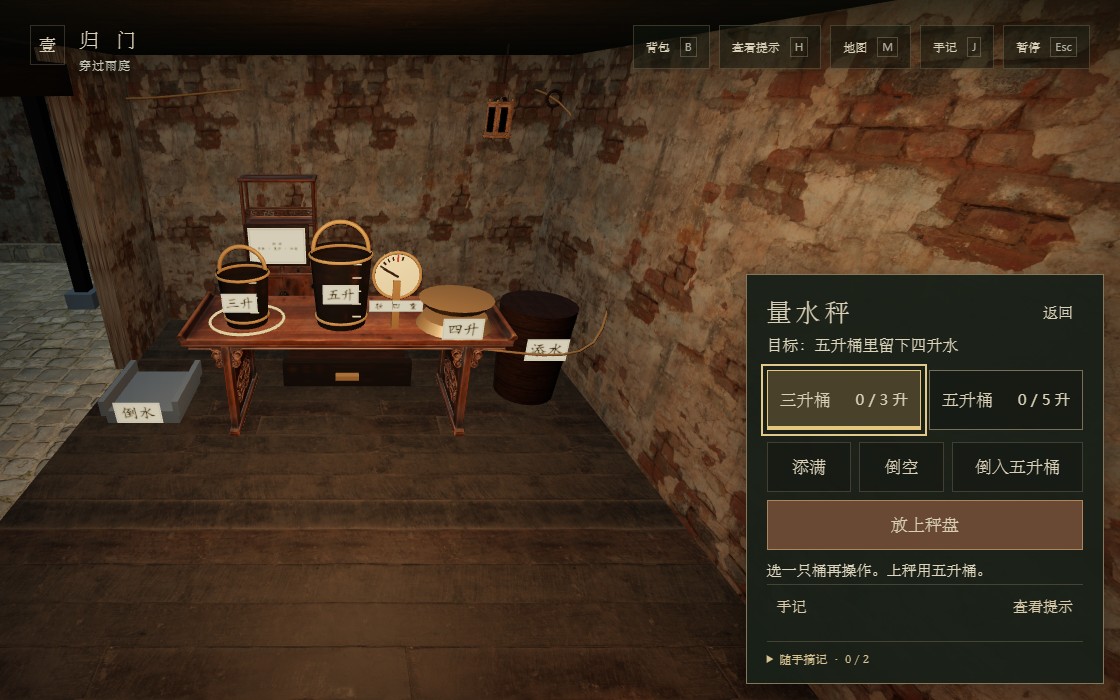 壹
归 门
穿过雨庭
背包 B
查看提示 H
地图 M
手记 J
暂停 Esc
三升
五升
四升
添水
倒水
量水秤
返回
目标：五升桶里留下四升水
三升桶 0 / 3 升
五升桶 0 / 5 升
添满
倒空
倒入五升桶
放上秤盘
选一只桶再操作。上秤用五升桶。
手记
查看提示
▶ 随手摘记 · 0 / 2